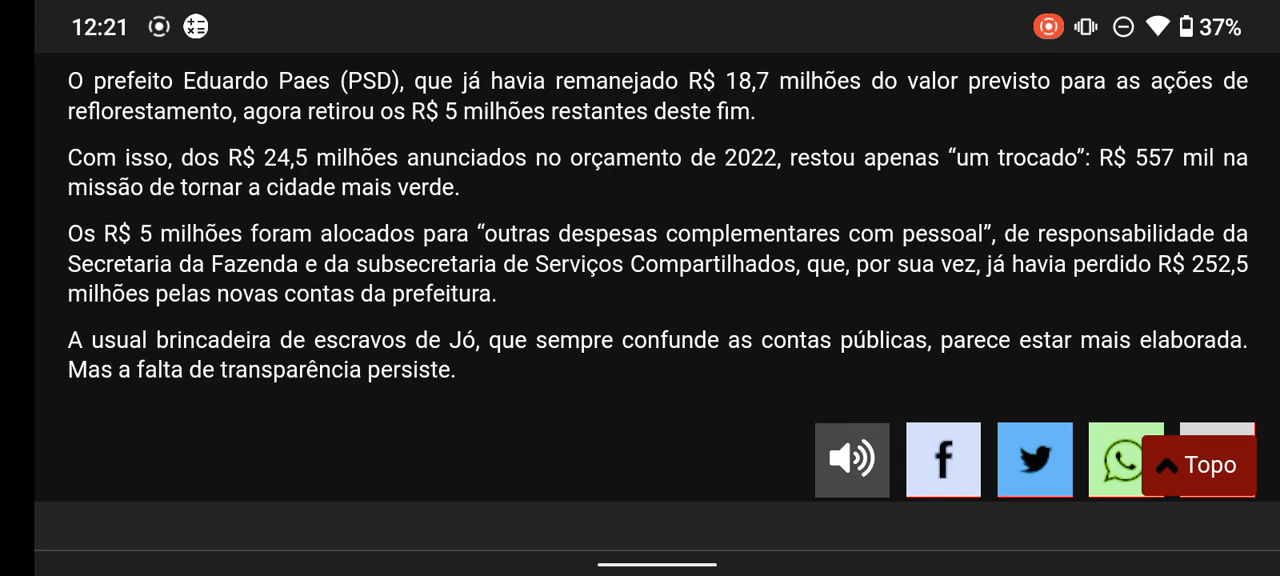 12:21
37%
O prefeito Eduardo Paes (PSD), que já havia remanejado R$ 18,7 milhões do valor previsto para as ações de
reflorestamento, agora retirou os R$ 5 milhões restantes deste fim.
Com isso, dos R$ 24,5 milhões anunciados no orçamento de 2022, restou apenas “um trocado”: R$ 557 mil na
missão de tornar a cidade mais verde.
Os R$ 5 milhões foram alocados para “outras despesas complementares com pessoal”, de responsabilidade da
Secretaria da Fazenda e da subsecretaria de Serviços Compartilhados, que, por sua vez, já havia perdido R$ 252,5
milhões pelas novas contas da prefeitura.
A usual brincadeira de escravos de Jó, que sempre confunde as contas públicas, parece estar mais elaborada.
Mas a falta de transparência persiste.
Topo